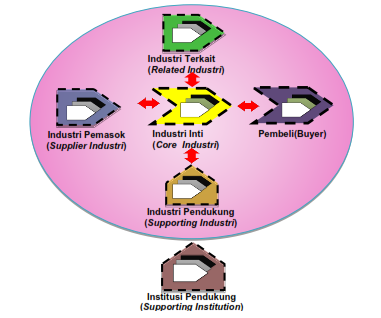 Industri Terkait
(Related Industri)
Industri Pemasok
(Supplier Industri)
Industri Inti
(Core Industri)
Pembeli(Buyer)
Industri Pendukung
(Supporting Industri)
Institusi Pendukung
(Supporting Institution)